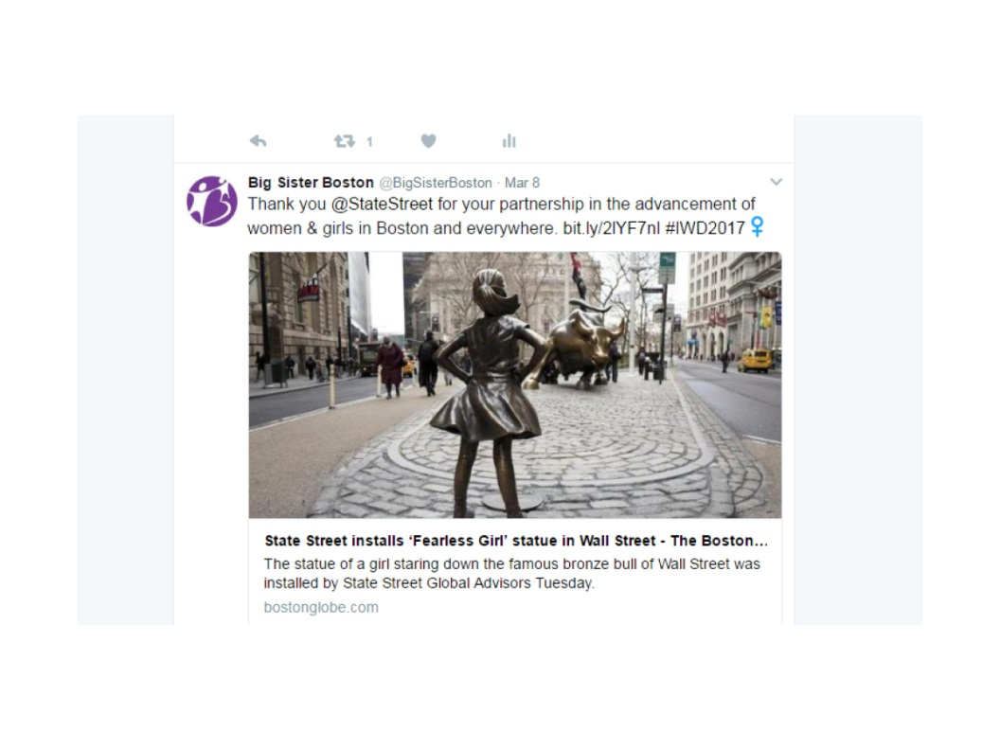 1
Big Sister Boston @BigSisterBoston · Mar 8
Thank you @StateStreet for your partnership in the advancement of
women & girls in Boston and everywhere. bit.ly/2lYF7nI #IWD2017 ♀
State Street installs ‘Fearless Girl’ statue in Wall Street - The Boston...
The statue of a girl staring down the famous bronze bull of Wall Street was
installed by State Street Global Advisors Tuesday.
bostonglobe.com